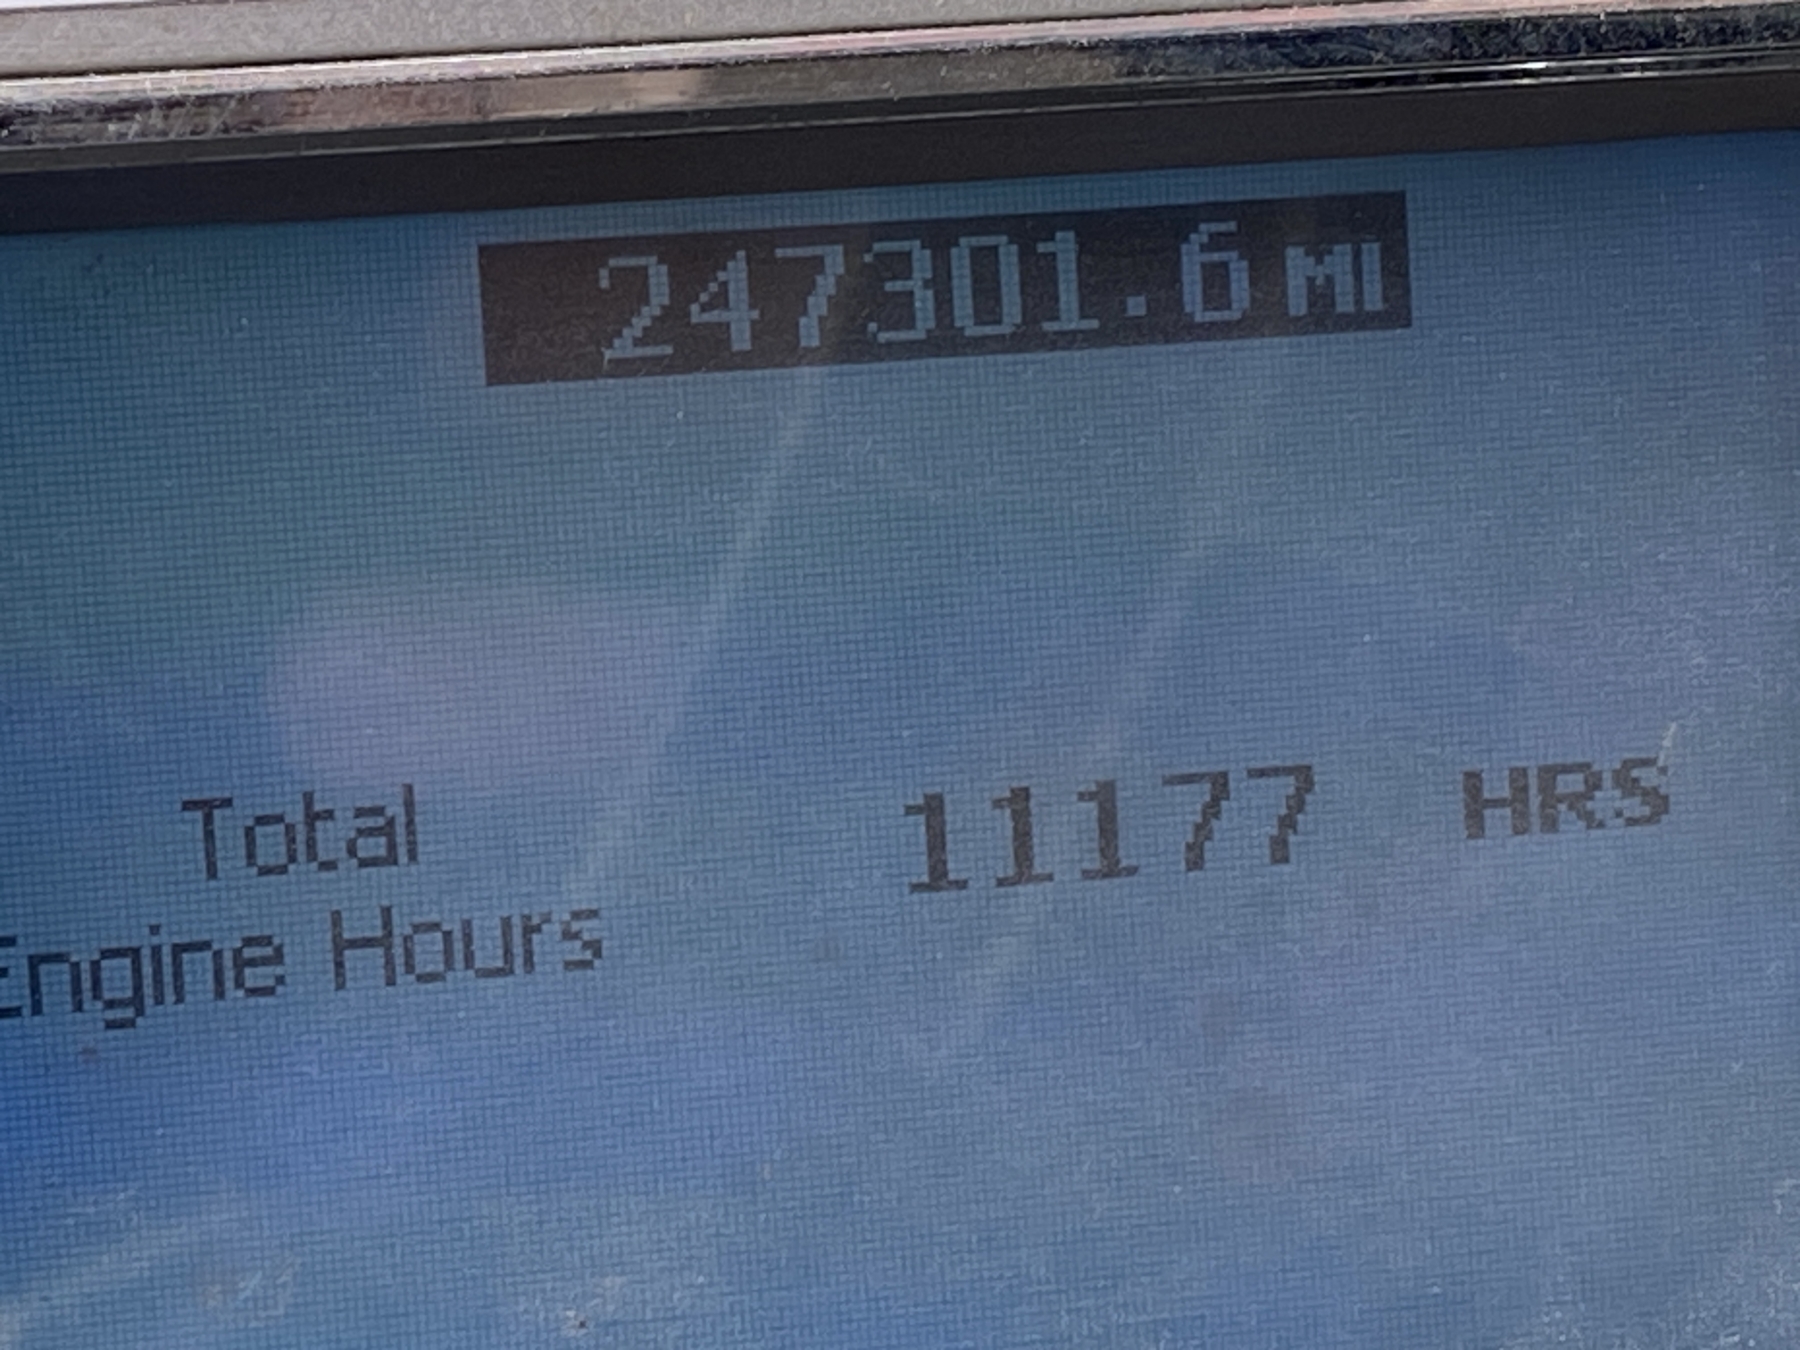 247301.6 MI
Total 11177 HRS
Engine Hours